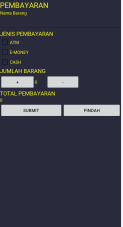 PEMBAYARAN
Nama Barang
JENIS PEMBAYARAN
ATM
E-MONEY
CASH
JUMLAH BARANG
+ 0 -
TOTAL PEMBAYARAN
0
SUBMIT PINDAH